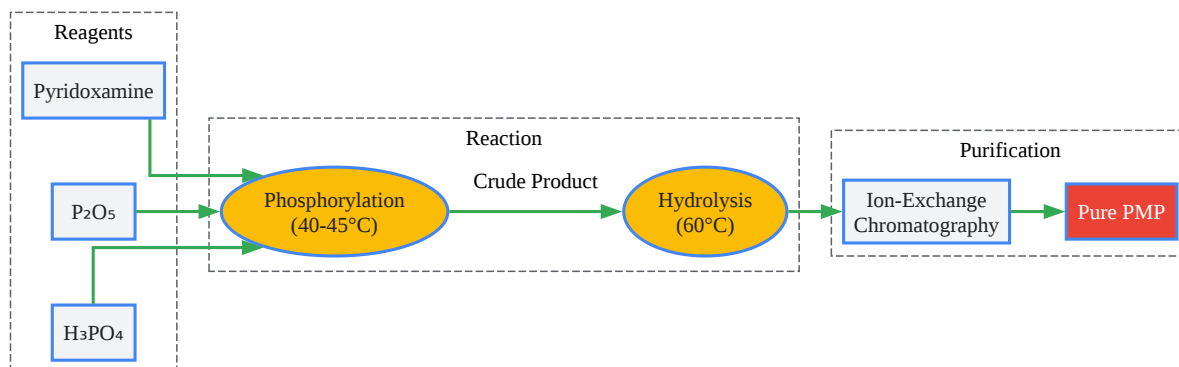 Reagents
Pyridoxamine
P₂O₅
H₃PO₄
Reaction
Phosphorylation
(40-45°C)
Crude Product
Hydrolysis
(60°C)
Purification
Ion-Exchange
Chromatography
Pure PMP